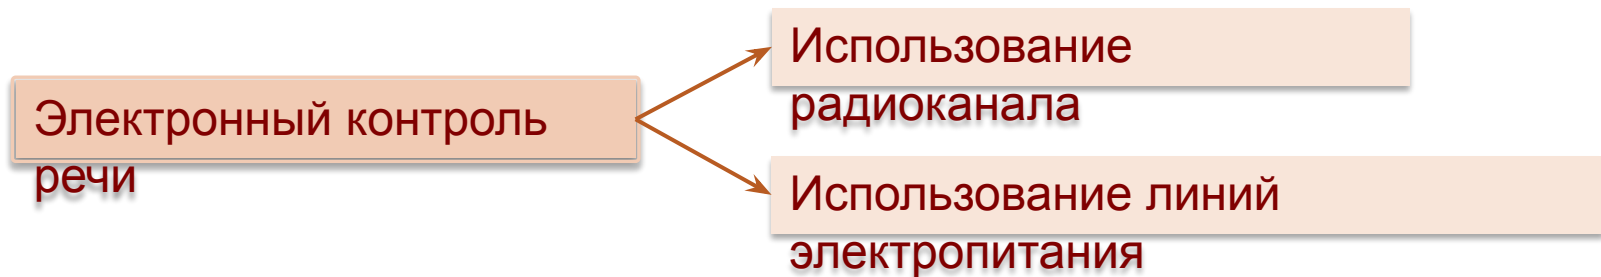 Электронный контроль
речи
Использование
радиоканала
Использование линий
электропитания